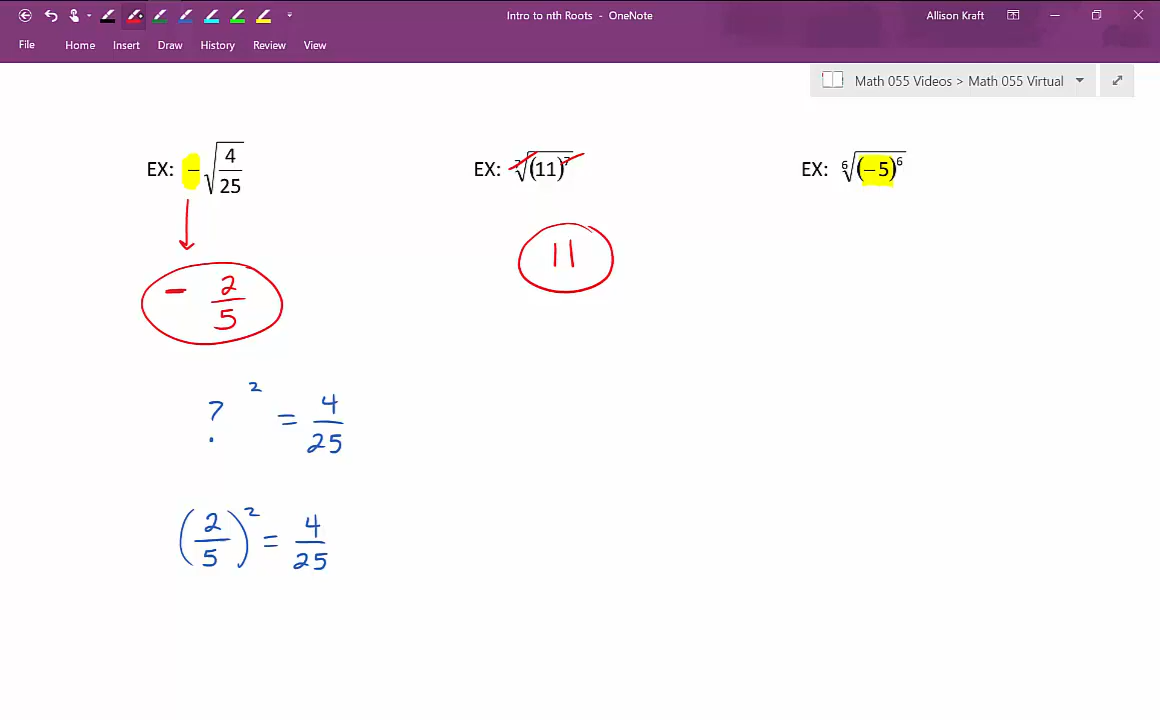 Intro to nth Roots - OneNote
Allison Kraft
File Home Insert Draw History Review View
Math 055 Videos > Math 055 Virtual
EX: −√(4/25)
− 2/5
? ² = 4/25
(2/5)² = 4/25
EX: ⁷√(11)⁷
11
EX: ⁶√(−5)⁶